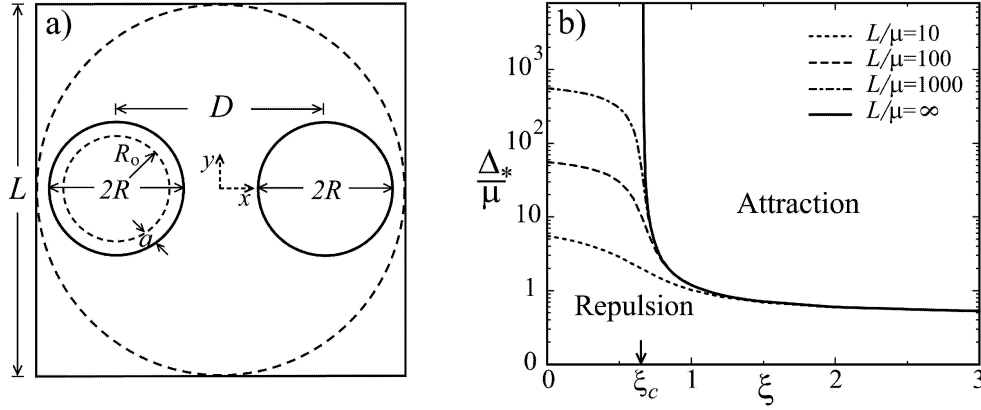 a)
D
R₀
y
L
2R
x
2R
a
b)
L/μ=10
L/μ=100
L/μ=1000
L/μ=∞
10³
10²
Δ*
μ
10
Attraction
1
Repulsion
0
0 ξc 1 ξ 2 3